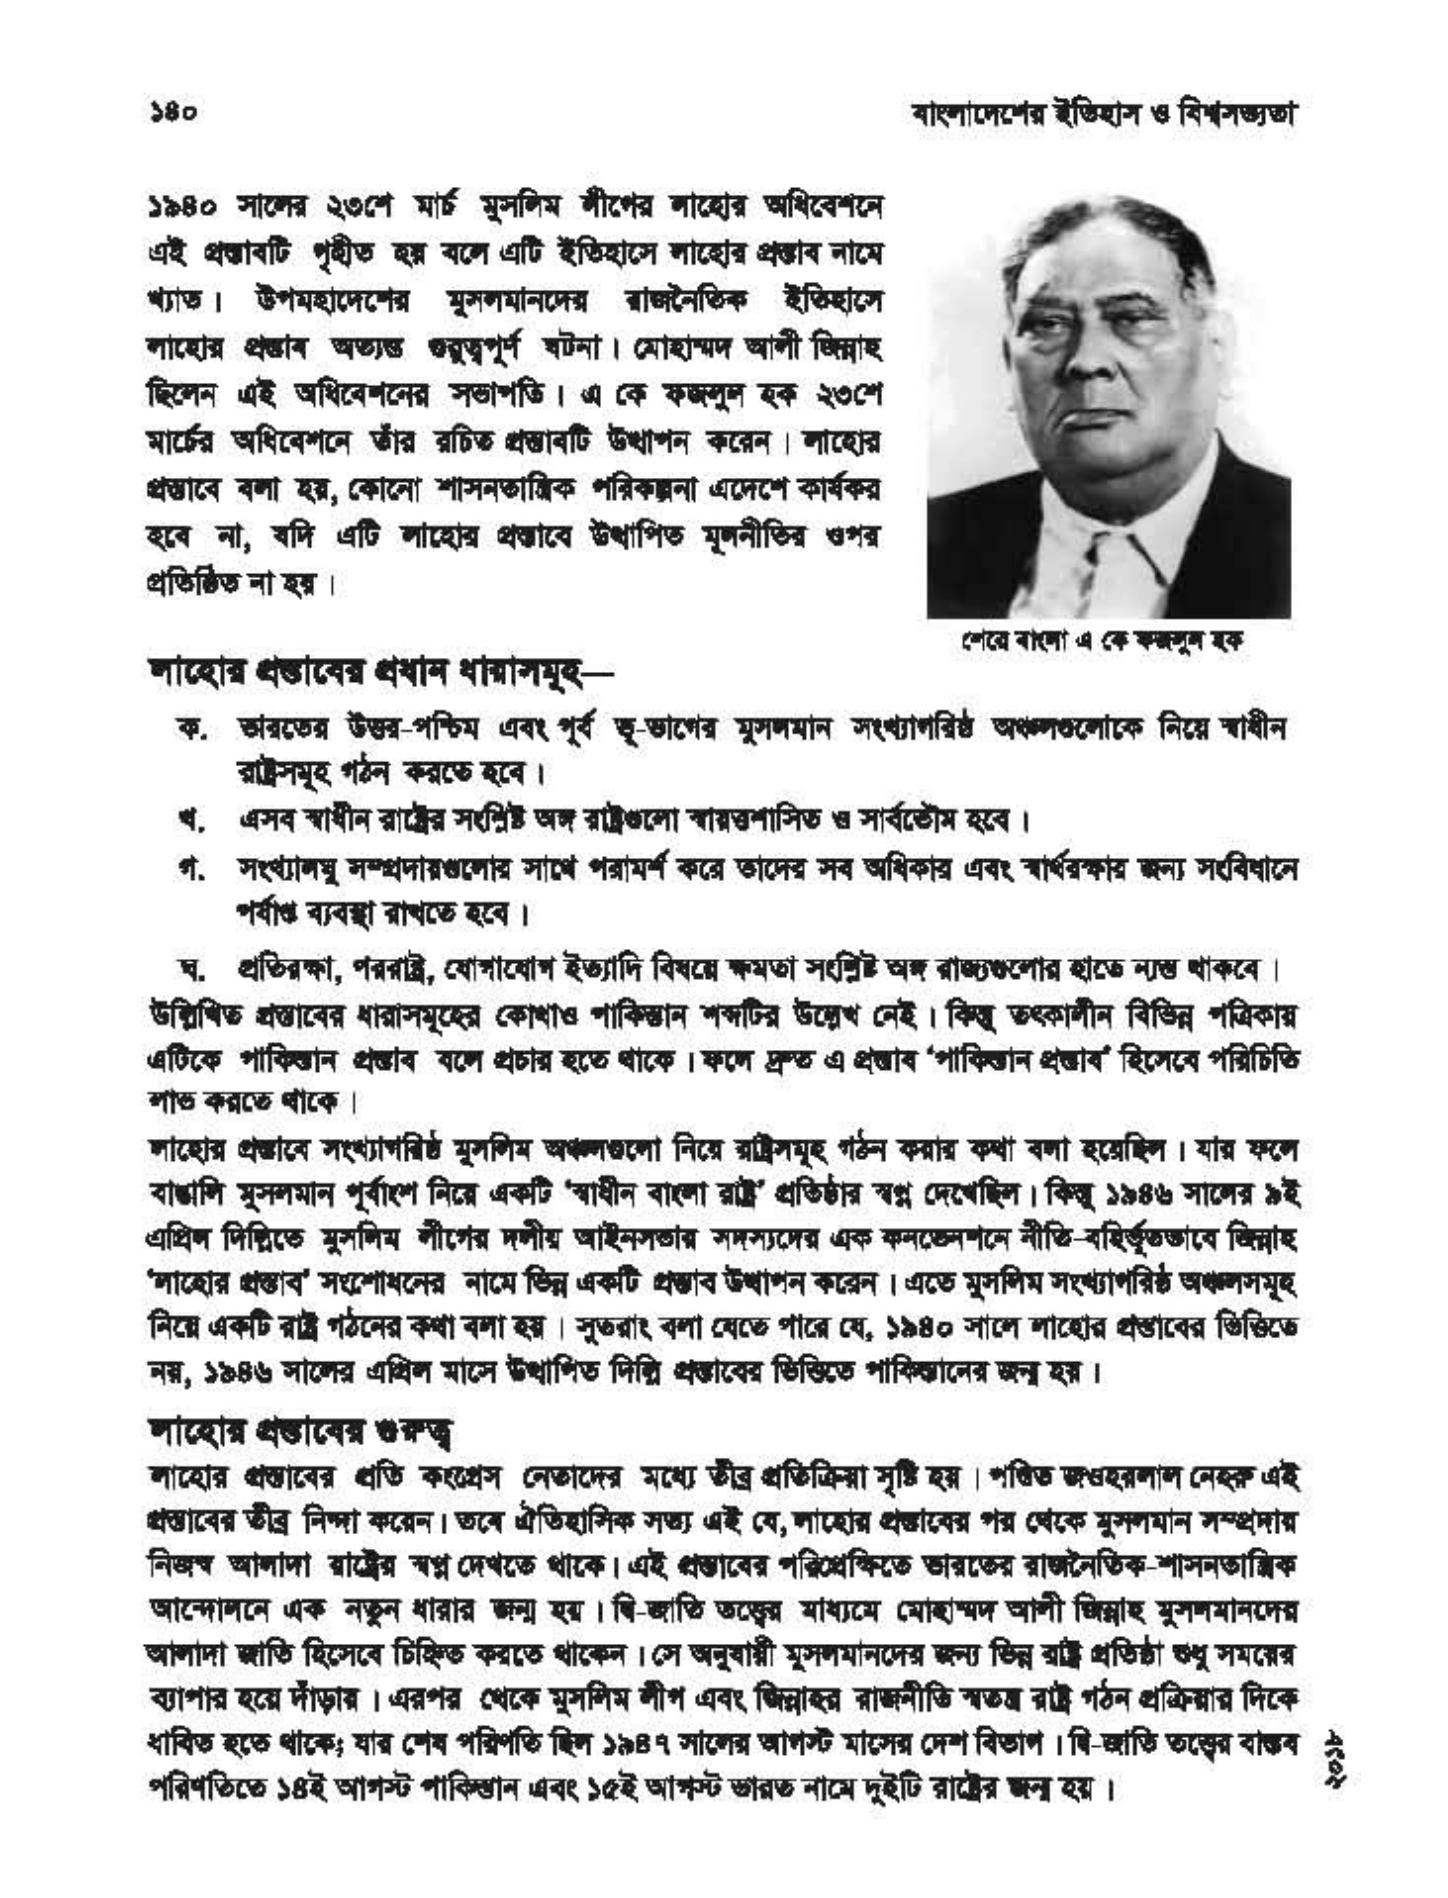 ১৪০
বাংলাদেশের ইতিহাস ও বিশ্বসভ্যতা
১৯৪০ সালের ২৩শে মার্চ মুসলিম লীগের লাহোর অধিবেশনে
এই প্রস্তাবটি গৃহীত হয় বলে এটি ইতিহাসে লাহোর প্রস্তাব নামে
খ্যাত। উপমহাদেশের মুসলমানদের রাজনৈতিক ইতিহাসে
লাহোর প্রস্তাব অত্যন্ত গুরুত্বপূর্ণ ঘটনা। মোহাম্মদ আলী জিন্নাহ
ছিলেন এই অধিবেশনের সভাপতি। এ কে ফজলুল হক ২৩শে
মার্চের অধিবেশনে তাঁর রচিত প্রস্তাবটি উত্থাপন করেন। লাহোর
প্রস্তাবে বলা হয়, কোনো শাসনতান্ত্রিক পরিকল্পনা এদেশে কার্যকর
হবে না, যদি এটি লাহোর প্রস্তাবে উত্থাপিত মূলনীতির ওপর
প্রতিষ্ঠিত না হয়।
শেরে বাংলা এ কে ফজলুল হক
লাহোর প্রস্তাবের প্রধান ধারাসমূহ—
ক. ভারতের উত্তর-পশ্চিম এবং পূর্ব ভূ-ভাগের মুসলমান সংখ্যাগরিষ্ঠ অঞ্চলগুলোকে নিয়ে স্বাধীন
রাষ্ট্রসমূহ গঠন করতে হবে।
খ. এসব স্বাধীন রাষ্ট্রের সংশ্লিষ্ট অঙ্গ রাষ্ট্রগুলো স্বায়ত্তশাসিত ও সার্বভৌম হবে।
গ. সংখ্যালঘু সম্প্রদায়গুলোর সাথে পরামর্শ করে তাদের সব অধিকার এবং স্বার্থরক্ষার জন্য সংবিধানে
পর্যাপ্ত ব্যবস্থা রাখতে হবে।
ঘ. প্রতিরক্ষা, পররাষ্ট্র, যোগাযোগ ইত্যাদি বিষয়ে ক্ষমতা সংশ্লিষ্ট অঙ্গ রাজ্যগুলোর হাতে ন্যস্ত থাকবে।
উল্লিখিত প্রস্তাবের ধারাসমূহের কোথাও পাকিস্তান শব্দটির উল্লেখ নেই। কিন্তু তৎকালীন বিভিন্ন পত্রিকায়
এটিকে পাকিস্তান প্রস্তাব বলে প্রচার হতে থাকে। ফলে দ্রুত এ প্রস্তাব ‘পাকিস্তান প্রস্তাব’ হিসেবে পরিচিতি
লাভ করতে থাকে।
লাহোর প্রস্তাবে সংখ্যাগরিষ্ঠ মুসলিম অঞ্চলগুলো নিয়ে রাষ্ট্রসমূহ গঠন করার কথা বলা হয়েছিল। যার ফলে
বাঙালি মুসলমান পূর্বাংশ নিয়ে একটি ‘স্বাধীন বাংলা রাষ্ট্র’ প্রতিষ্ঠার স্বপ্ন দেখেছিল। কিন্তু ১৯৪৬ সালের ৯ই
এপ্রিল দিল্লিতে মুসলিম লীগের দলীয় আইনসভার সদস্যদের এক কনভেনশনে নীতি-বহির্ভূতভাবে জিন্নাহ
‘লাহোর প্রস্তাব’ সংশোধনের নামে ভিন্ন একটি প্রস্তাব উত্থাপন করেন। এতে মুসলিম সংখ্যাগরিষ্ঠ অঞ্চলসমূহ
নিয়ে একটি রাষ্ট্র গঠনের কথা বলা হয়। সুতরাং বলা যেতে পারে যে, ১৯৪০ সালে লাহোর প্রস্তাবের ভিত্তিতে
নয়, ১৯৪৬ সালের এপ্রিল মাসে উত্থাপিত দিল্লি প্রস্তাবের ভিত্তিতে পাকিস্তানের জন্ম হয়।
লাহোর প্রস্তাবের গুরুত্ব
লাহোর প্রস্তাবের প্রতি কংগ্রেস নেতাদের মধ্যে তীব্র প্রতিক্রিয়া সৃষ্টি হয়। পণ্ডিত জওহরলাল নেহরু এই
প্রস্তাবের তীব্র নিন্দা করেন। তবে ঐতিহাসিক সত্য এই যে, লাহোর প্রস্তাবের পর থেকে মুসলমান সম্প্রদায়
নিজস্ব আলাদা রাষ্ট্রের স্বপ্ন দেখতে থাকে। এই প্রস্তাবের পরিপ্রেক্ষিতে ভারতের রাজনৈতিক-শাসনতান্ত্রিক
আন্দোলনে এক নতুন ধারার জন্ম হয়। দ্বি-জাতি তত্ত্বের মাধ্যমে মোহাম্মদ আলী জিন্নাহ মুসলমানদের
আলাদা জাতি হিসেবে চিহ্নিত করতে থাকেন। সে অনুযায়ী মুসলমানদের জন্য ভিন্ন রাষ্ট্র প্রতিষ্ঠা শুধু সময়ের
ব্যাপার হয়ে দাঁড়ায়। এরপর থেকে মুসলিম লীগ এবং জিন্নাহর রাজনীতি স্বতন্ত্র রাষ্ট্র গঠন প্রক্রিয়ার দিকে
ধাবিত হতে থাকে; যার শেষ পরিণতি ছিল ১৯৪৭ সালের আগস্ট মাসের দেশ বিভাগ। দ্বি-জাতি তত্ত্বের বাস্তব
পরিণতিতে ১৪ই আগস্ট পাকিস্তান এবং ১৫ই আগস্ট ভারত নামে দুইটি রাষ্ট্রের জন্ম হয়।
২০১৮